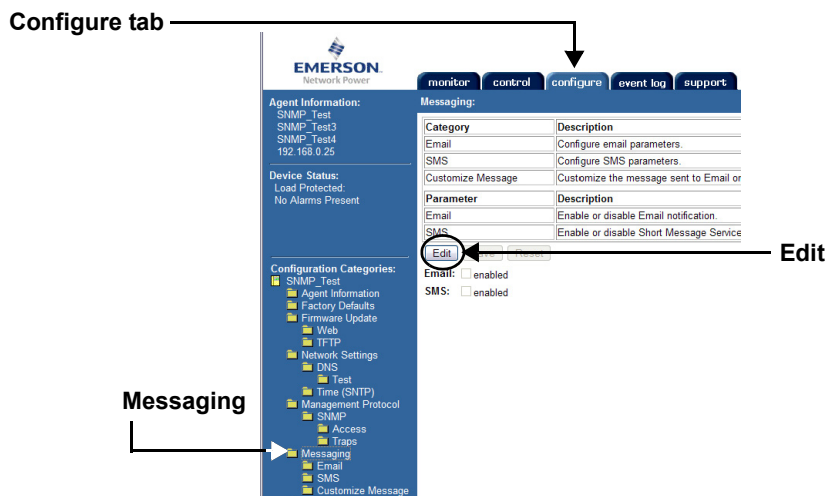 Configure tab
EMERSON.
Network Power
monitor control configure event log support
Agent Information:
SNMP_Test
SNMP_Test3
SNMP_Test4
192.168.0.25
Device Status:
Load Protected:
No Alarms Present
Messaging:
Category Description
Email Configure email parameters.
SMS Configure SMS parameters.
Customize Message Customize the message sent to Email or
Parameter Description
Email Enable or disable Email notification.
SMS Enable or disable Short Message Service
Edit Save Reset
Edit
Email: enabled
SMS: enabled
Configuration Categories:
SNMP_Test
Agent Information
Factory Defaults
Firmware Update
Web
TFTP
Network Settings
DNS
Test
Time (SNTP)
Management Protocol
SNMP
Access
Traps
Messaging
Messaging
Email
SMS
Customize Message